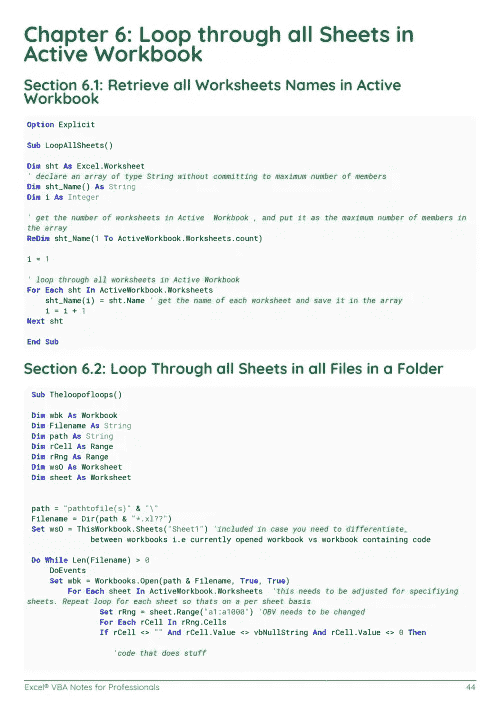 Chapter 6: Loop through all Sheets in
Active Workbook
Section 6.1: Retrieve all Worksheets Names in Active
Workbook
Option Explicit
Sub LoopAllSheets()
Dim sht As Excel.Worksheet
' declare an array of type String without committing to maximum number of members
Dim sht_Name() As String
Dim i As Integer
' get the number of worksheets in Active  Workbook , and put it as the maximum number of members in
the array
ReDim sht_Name(1 To ActiveWorkbook.Worksheets.count)
i = 1
' loop through all worksheets in Active Workbook
For Each sht In ActiveWorkbook.Worksheets
    sht_Name(i) = sht.Name ' get the name of each worksheet and save it in the array
    i = i + 1
Next sht
End Sub
Section 6.2: Loop Through all Sheets in all Files in a Folder
Sub Theloopofloops()
Dim wbk As Workbook
Dim Filename As String
Dim path As String
Dim rCell As Range
Dim rRng As Range
Dim wsO As Worksheet
Dim sheet As Worksheet
path = "pathtofile(s)" & "\"
Filename = Dir(path & "*.xl??")
Set wsO = ThisWorkbook.Sheets("Sheet1") 'included in case you need to differentiate_
              between workbooks i.e currently opened workbook vs workbook containing code
Do While Len(Filename) > 0
    DoEvents
    Set wbk = Workbooks.Open(path & Filename, True, True)
        For Each sheet In ActiveWorkbook.Worksheets  'this needs to be adjusted for specifiying
sheets. Repeat loop for each sheet so thats on a per sheet basis
                Set rRng = sheet.Range("a1:a1000") 'OBV needs to be changed
                For Each rCell In rRng.Cells
                If rCell <> "" And rCell.Value <> vbNullString And rCell.Value <> 0 Then
                   'code that does stuff
Excel® VBA Notes for Professionals
44